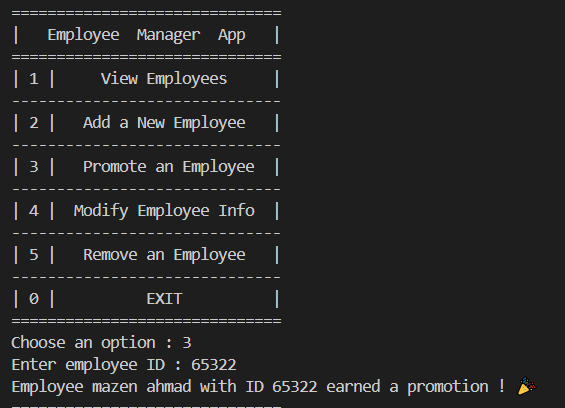 ==============================
|   Employee  Manager  App   |
==============================
| 1 |     View Employees     |
------------------------------
| 2 |   Add a New Employee   |
------------------------------
| 3 |   Promote an Employee  |
------------------------------
| 4 |  Modify Employee Info  |
------------------------------
| 5 |   Remove an Employee   |
------------------------------
| 0 |          EXIT          |
==============================
Choose an option : 3
Enter employee ID : 65322
Employee mazen ahmad with ID 65322 earned a promotion ! 🎉
------------------------------